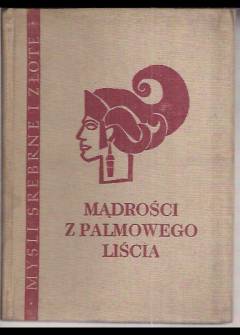 · MYŚLI SREBRNE I ZŁOTE ·
MĄDROŚCI
Z PALMOWEGO
LIŚCIA